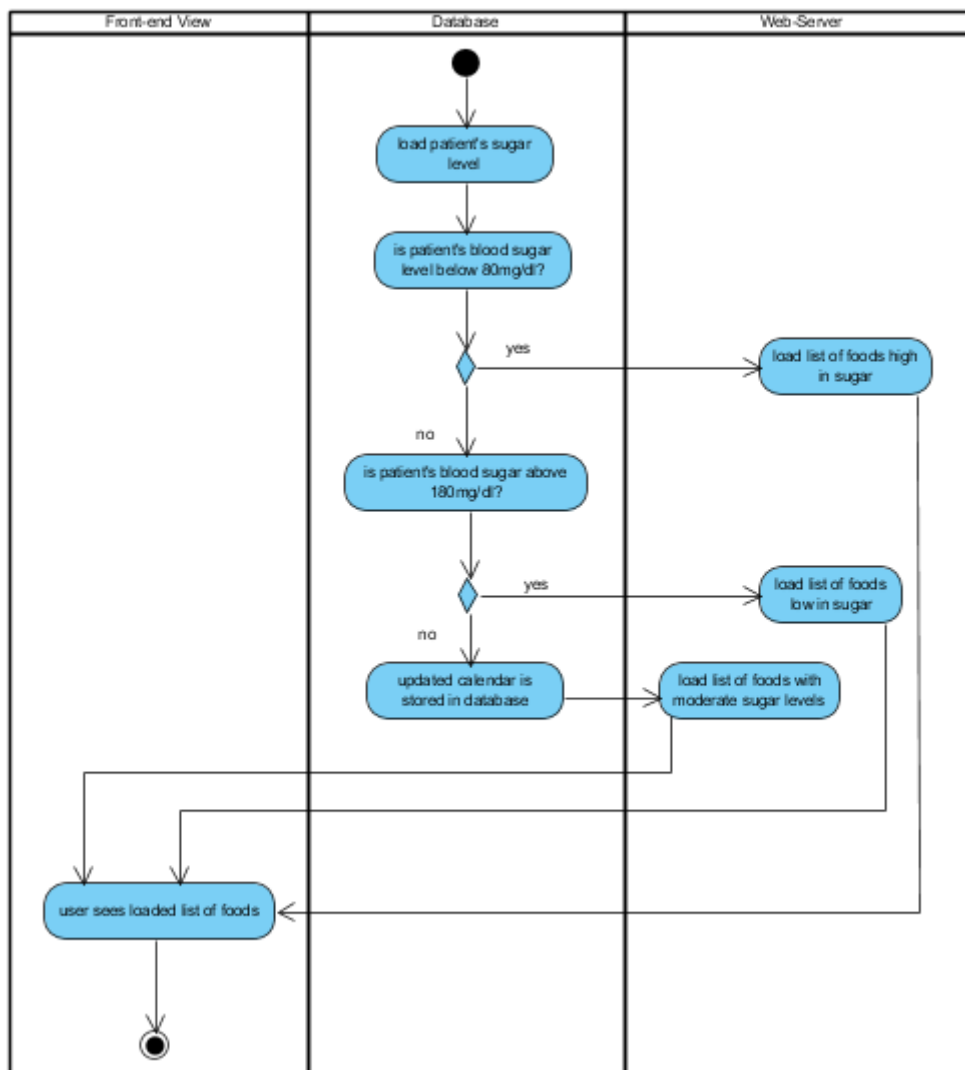 Front-end View
Database
Web-Server
load patient's sugar
level
is patient's blood sugar
level below 80mg/dl?
yes
load list of foods high
in sugar
no
is patient's blood sugar above
180mg/dl?
yes
load list of foods
low in sugar
no
updated calendar is
stored in database
load list of foods with
moderate sugar levels
user sees loaded list of foods